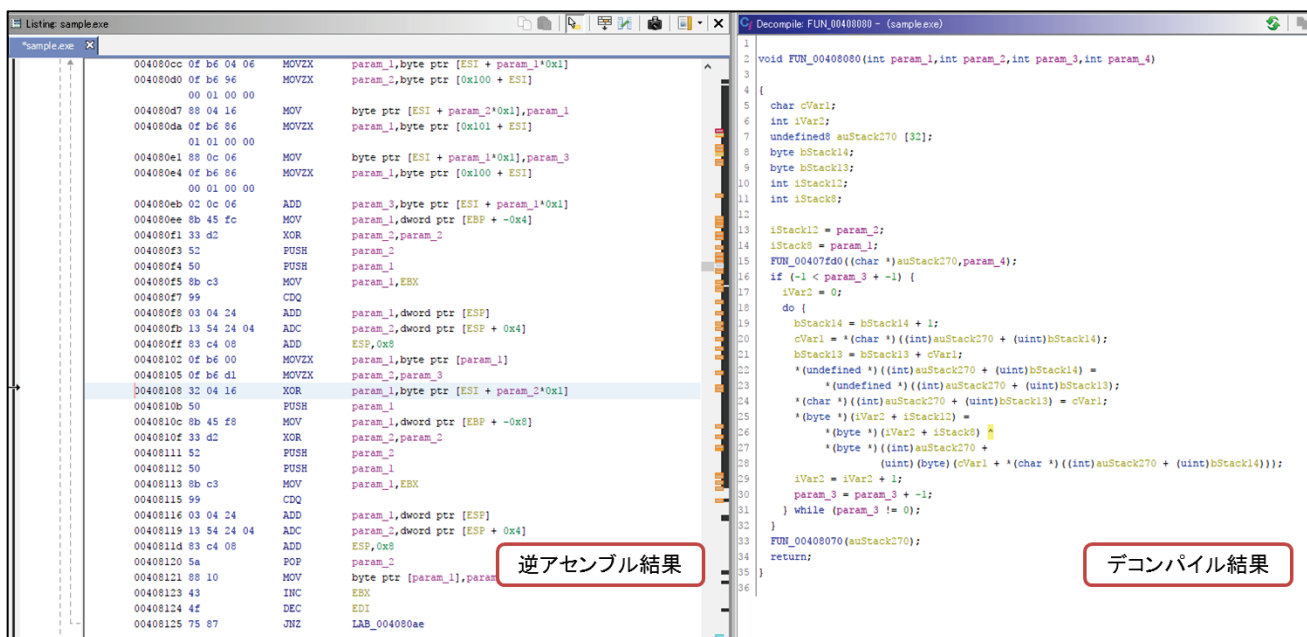 Listing: sample.exe
*sample.exe
004080cc 0f b6 04 06 MOVZX param_1,byte ptr [ESI + param_1*0x1]
004080d0 0f b6 96 MOVZX param_2,byte ptr [0x100 + ESI]
00 01 00 00
004080d7 88 04 16 MOV byte ptr [ESI + param_2*0x1],param_1
004080da 0f b6 86 MOVZX param_1,byte ptr [0x101 + ESI]
01 01 00 00
004080e1 88 0c 06 MOV byte ptr [ESI + param_1*0x1],param_3
004080e4 0f b6 86 MOVZX param_1,byte ptr [0x100 + ESI]
00 01 00 00
004080eb 02 0c 06 ADD param_3,byte ptr [ESI + param_1*0x1]
004080ee 8b 45 fc MOV param_1,dword ptr [EBP + -0x4]
004080f1 33 d2 XOR param_2,param_2
004080f3 52 PUSH param_2
004080f4 50 PUSH param_1
004080f5 8b c3 MOV param_1,EBX
004080f7 99 CDQ
004080f8 03 04 24 ADD param_1,dword ptr [ESP]
004080fb 13 54 24 04 ADC param_2,dword ptr [ESP + 0x4]
004080ff 83 c4 08 ADD ESP,0x8
00408102 0f b6 00 MOVZX param_1,byte ptr [param_1]
00408105 0f b6 d1 MOVZX param_2,param_3
00408108 32 04 16 XOR param_1,byte ptr [ESI + param_2*0x1]
0040810b 50 PUSH param_1
0040810c 8b 45 f8 MOV param_1,dword ptr [EBP + -0x8]
0040810f 33 d2 XOR param_2,param_2
00408111 52 PUSH param_2
00408112 50 PUSH param_1
00408113 8b c3 MOV param_1,EBX
00408115 99 CDQ
00408116 03 04 24 ADD param_1,dword ptr [ESP]
00408119 13 54 24 04 ADC param_2,dword ptr [ESP + 0x4]
0040811d 83 c4 08 ADD ESP,0x8
00408120 5a POP param_2
00408121 88 10 MOV byte ptr [param_1],param
00408123 43 INC EBX
00408124 4f DEC EDI
00408125 75 87 JNZ LAB_004080ae
逆アセンブル結果
Decompile: FUN_00408080 - (sample.exe)
1
2 void FUN_00408080(int param_1,int param_2,int param_3,int param_4)
3
4 {
5 char cVar1;
6 int iVar2;
7 undefined8 auStack270 [32];
8 byte bStack14;
9 byte bStack13;
10 int iStack12;
11 int iStack8;
12
13 iStack12 = param_2;
14 iStack8 = param_1;
15 FUN_00407fd0((char *)auStack270,param_4);
16 if (-1 < param_3 + -1) {
17 iVar2 = 0;
18 do {
19 bStack14 = bStack14 + 1;
20 cVar1 = *(char *)((int)auStack270 + (uint)bStack14);
21 bStack13 = bStack13 + cVar1;
22 *(undefined *)((int)auStack270 + (uint)bStack14) =
23 *(undefined *)((int)auStack270 + (uint)bStack13);
24 *(char *)((int)auStack270 + (uint)bStack13) = cVar1;
25 *(byte *)(iVar2 + iStack12) =
26 *(byte *)(iVar2 + iStack8) ^
27 *(byte *)((int)auStack270 +
28 (uint)(byte)(cVar1 + *(char *)((int)auStack270 + (uint)bStack14)));
29 iVar2 = iVar2 + 1;
30 param_3 = param_3 + -1;
31 } while (param_3 != 0);
32 }
33 FUN_00408070(auStack270);
34 return;
35 }
36
デコンパイル結果